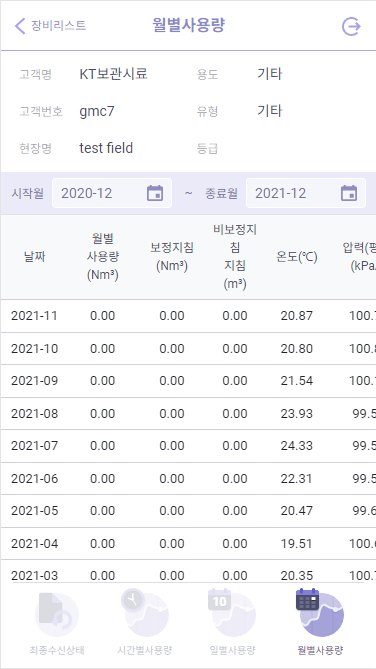 장비리스트
월별사용량
고객명 KT보관시료 용도 기타
고객번호 gmc7 유형 기타
현장명 test field 등급
시작월 2020-12 ~ 종료월 2021-12
날짜 월별 사용량 (Nm³) 보정지침 (Nm³) 비보정지침 지침 (m³) 온도(℃) 압력(평 (kPa
2021-11 0.00 0.00 0.00 20.87 100.7
2021-10 0.00 0.00 0.00 20.80 100.8
2021-09 0.00 0.00 0.00 21.54 100.1
2021-08 0.00 0.00 0.00 23.93 99.5
2021-07 0.00 0.00 0.00 24.33 99.5
2021-06 0.00 0.00 0.00 22.31 99.5
2021-05 0.00 0.00 0.00 20.47 99.6
2021-04 0.00 0.00 0.00 19.51 100.6
2021-03 0.00 0.00 0.00 20.35 100.7
10
최종수신상태 시간별사용량 일별사용량 월별사용량